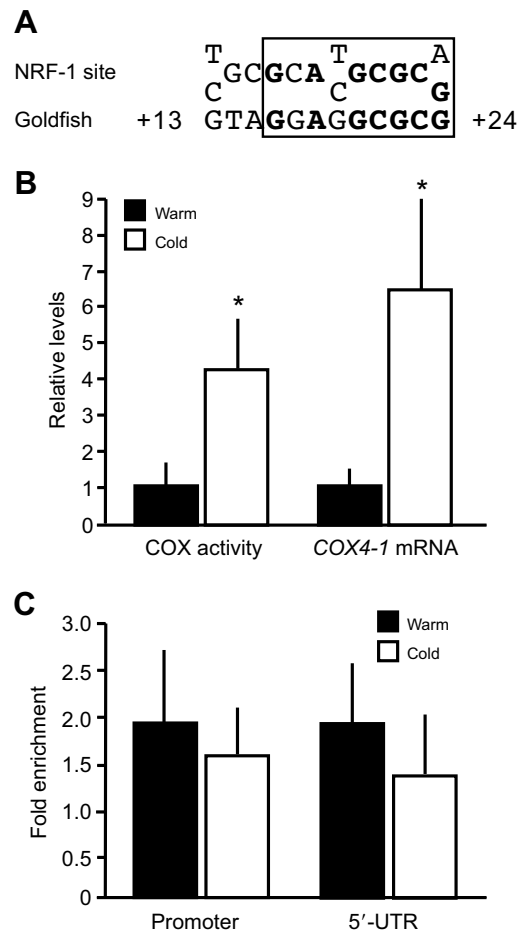 A
T T A
NRF-1 site GCGCA GCGC
C C G
Goldfish +13 GTAGGAGGCGCG +24
B
9
8
7
6
5
4
3
2
1
0
Relative levels
Warm
Cold
*
*
COX activity COX4-1 mRNA
C
3.0
2.5
2.0
1.5
1.0
0.5
0
Fold enrichment
Warm
Cold
Promoter 5′-UTR